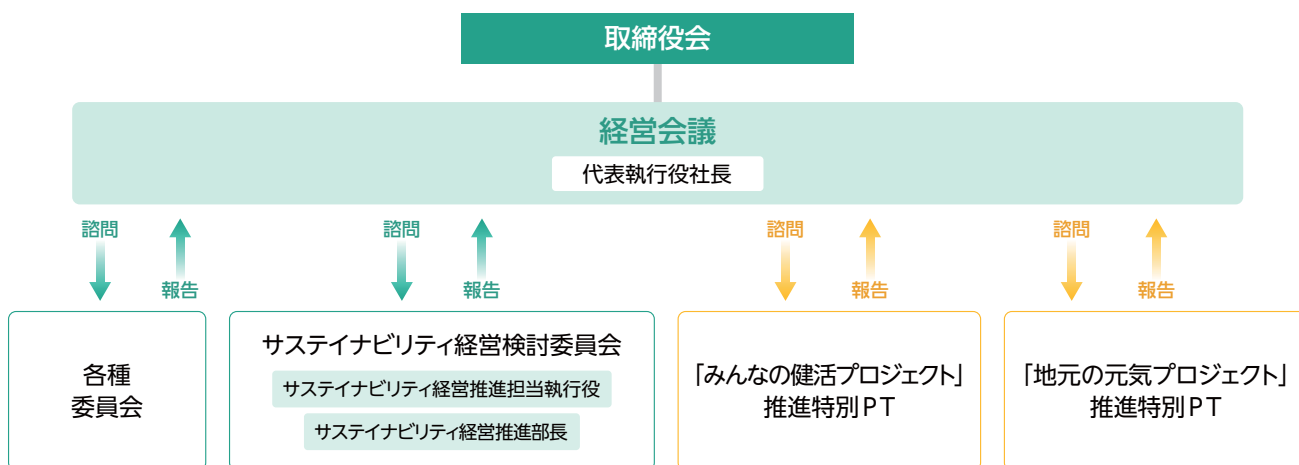 取締役会
経営会議
代表執行役社長
諮問
報告
諮問
報告
諮問
報告
諮問
報告
各種
委員会
サステイナビリティ経営検討委員会
サステイナビリティ経営推進担当執行役
サステイナビリティ経営推進部長
「みんなの健活プロジェクト」
推進特別PT
「地元の元気プロジェクト」
推進特別PT